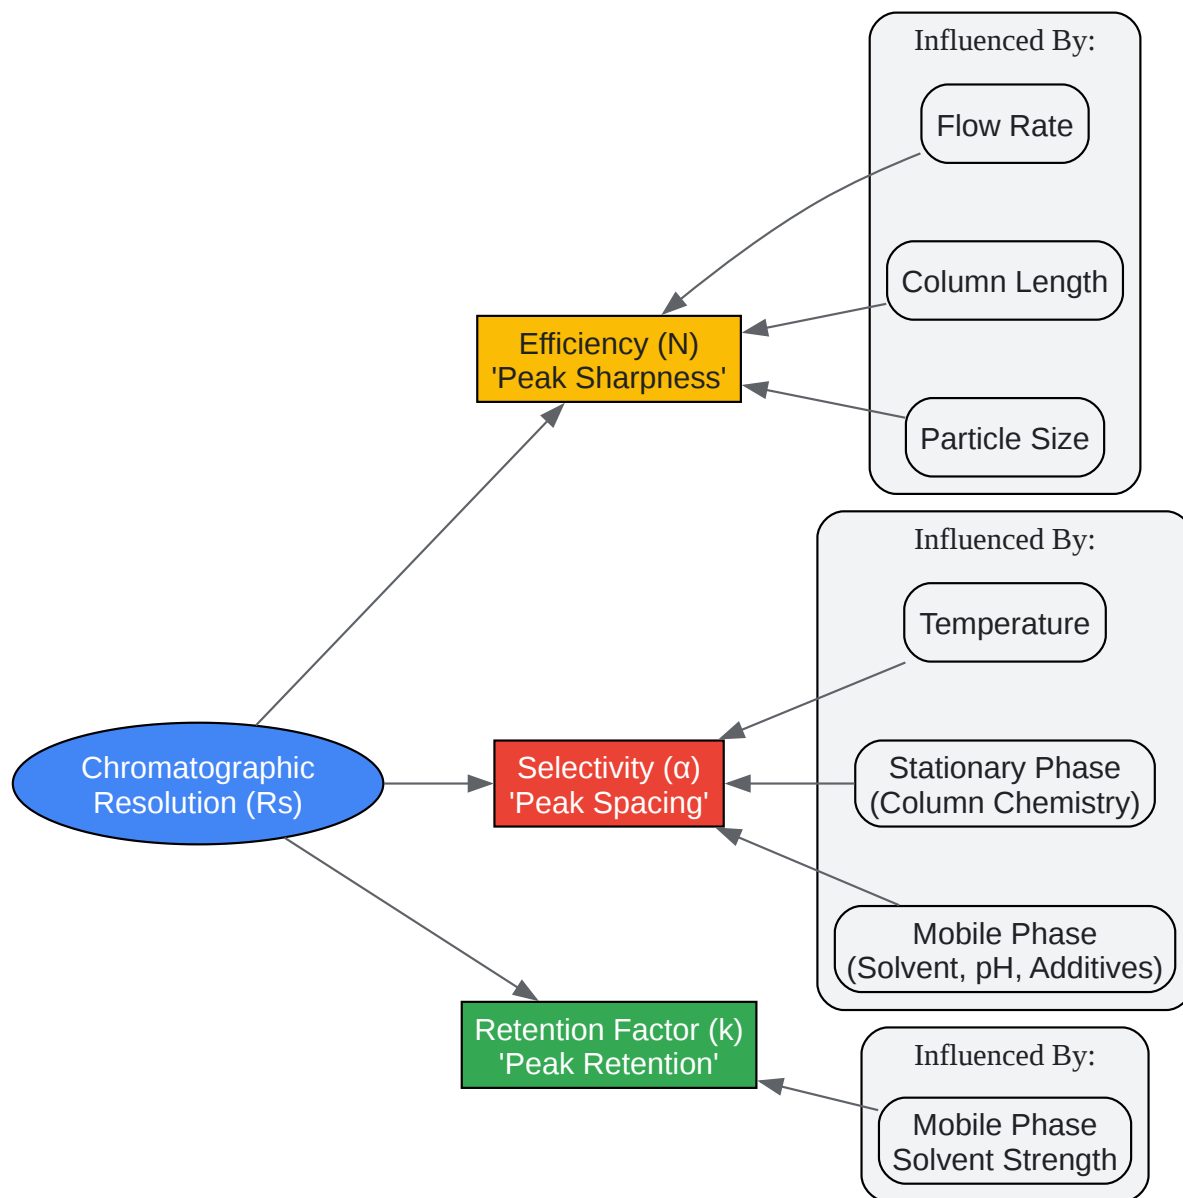 Influenced By:
Flow Rate
Column Length
Particle Size
Efficiency (N)
'Peak Sharpness'
Influenced By:
Temperature
Stationary Phase
(Column Chemistry)
Mobile Phase
(Solvent, pH, Additives)
Selectivity (α)
'Peak Spacing'
Chromatographic
Resolution (Rs)
Retention Factor (k)
'Peak Retention'
Influenced By:
Mobile Phase
Solvent Strength